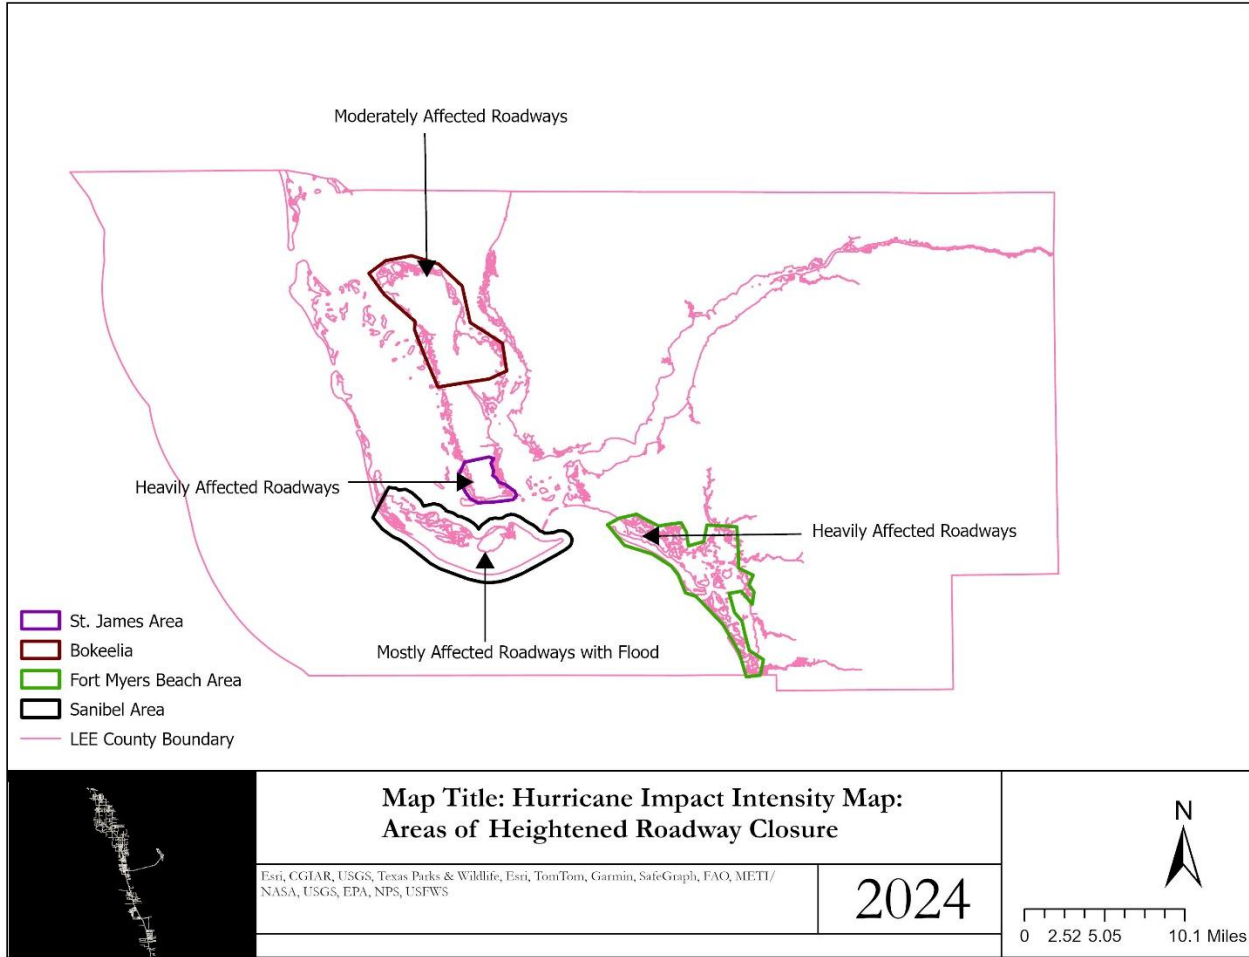 Moderately Affected Roadways
Heavily Affected Roadways
Heavily Affected Roadways
Mostly Affected Roadways with Flood
St. James Area
Bokeelia
Fort Myers Beach Area
Sanibel Area
LEE County Boundary
Map Title: Hurricane Impact Intensity Map:
Areas of Heightened Roadway Closure
Esri, CGIAR, USGS, Texas Parks & Wildlife, Esri, TomTom, Garmin, SafeGraph, FAO, METI/
NASA, USGS, EPA, NPS, USFWS
2024
N
0 2.52 5.05 10.1 Miles